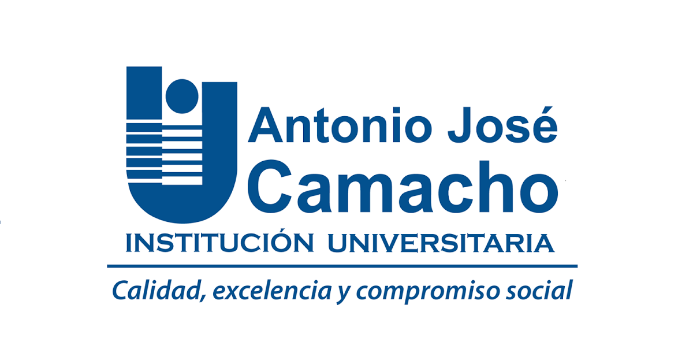 Antonio José
Camacho
INSTITUCIÓN UNIVERSITARIA
Calidad, excelencia y compromiso social